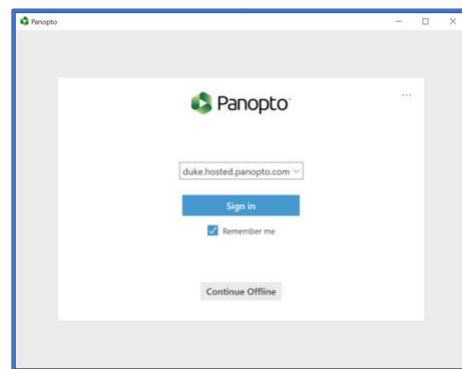 Panopto
Panopto
duke.hosted.panopto.com
Sign in
Remember me
Continue Offline